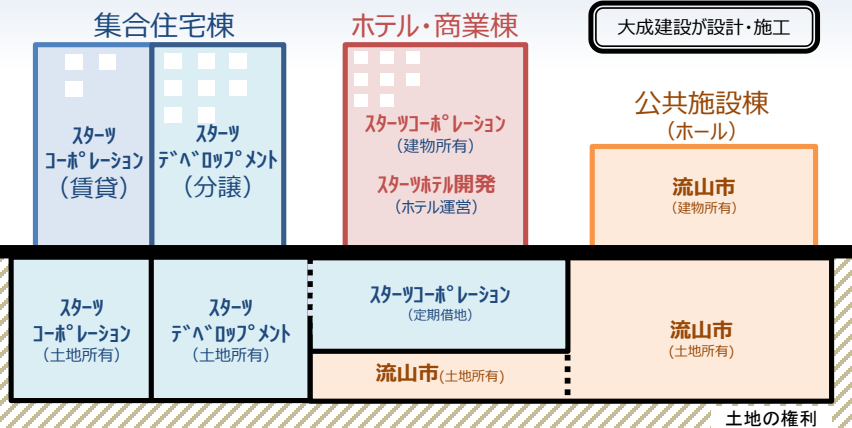 集合住宅棟
ホテル・商業棟
大成建設が設計・施工
公共施設棟
（ホール）
ｽﾀｰﾂ
ｺｰﾎﾟﾚｰｼｮﾝ
（賃貸）
ｽﾀｰﾂ
ﾃﾞﾍﾞﾛｯﾌﾟﾒﾝﾄ
（分譲）
ｽﾀｰﾂｺｰﾎﾟﾚｰｼｮﾝ
（建物所有）
ｽﾀｰﾂﾎﾃﾙ開発
（ホテル運営）
流山市
（建物所有）
ｽﾀｰﾂ
ｺｰﾎﾟﾚｰｼｮﾝ
（土地所有）
ｽﾀｰﾂ
ﾃﾞﾍﾞﾛｯﾌﾟﾒﾝﾄ
（土地所有）
ｽﾀｰﾂｺｰﾎﾟﾚｰｼｮﾝ
（定期借地）
流山市(土地所有)
流山市
(土地所有)
土地の権利